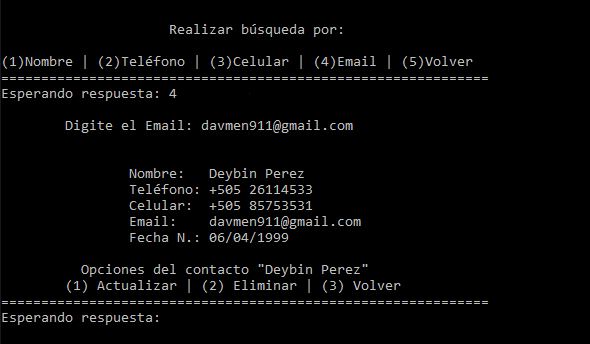 Realizar búsqueda por:
(1)Nombre | (2)Teléfono | (3)Celular | (4)Email | (5)Volver
=============================================================
Esperando respuesta: 4
Digite el Email: davmen911@gmail.com
Nombre: Deybin Perez
Teléfono: +505 26114533
Celular: +505 85753531
Email: davmen911@gmail.com
Fecha N.: 06/04/1999
Opciones del contacto "Deybin Perez"
(1) Actualizar | (2) Eliminar | (3) Volver
=============================================================
Esperando respuesta: